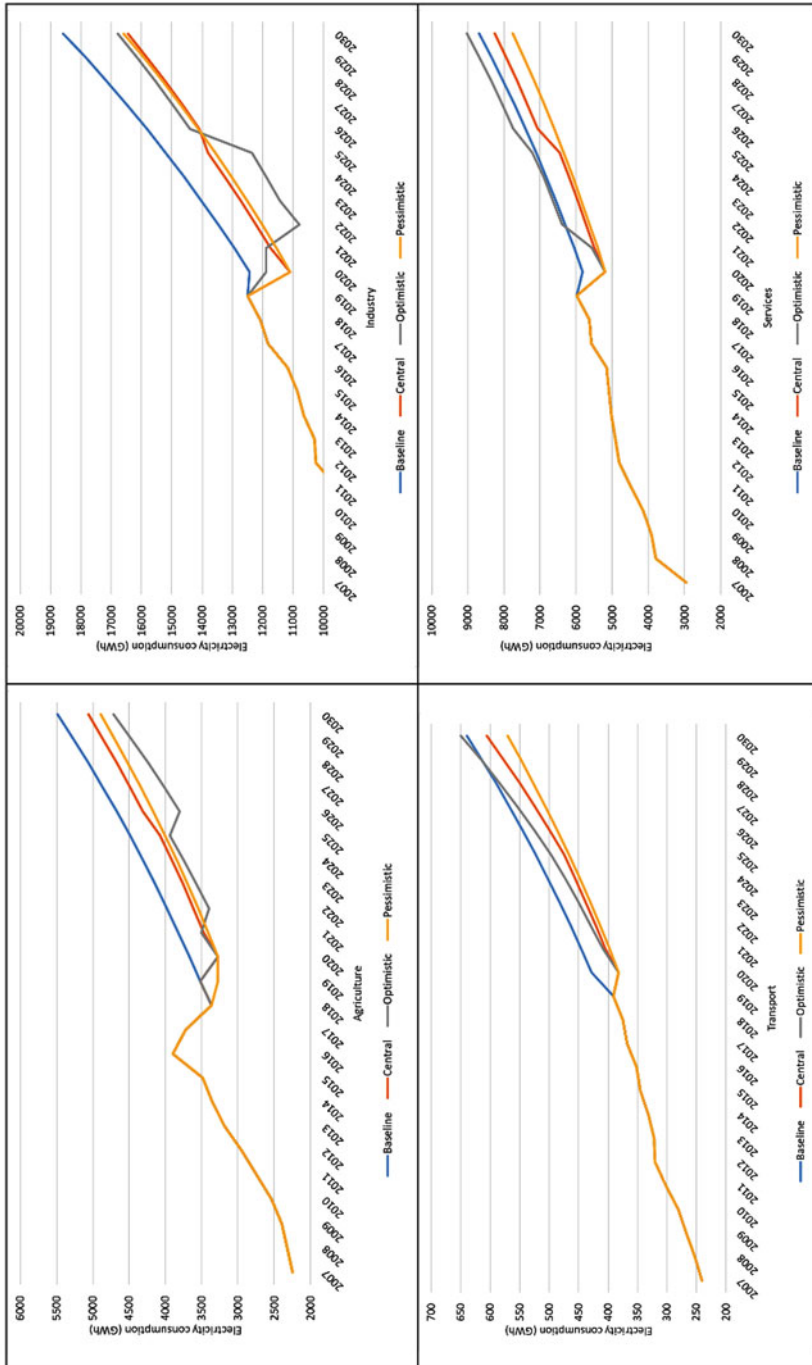 6000
5500
5000
4500
4000
3500
3000
2500
2000
Electricity consumption (GWh)
2007 2008 2009 2010 2011 2012 2013 2014 2015 2016 2017 2018 2019 2020 2021 2022 2023 2024 2025 2026 2027 2028 2029 2030
Agriculture
Baseline Central Optimistic Pessimistic
20000
19000
18000
17000
16000
15000
14000
13000
12000
11000
10000
Electricity consumption (GWh)
2007 2008 2009 2010 2011 2012 2013 2014 2015 2016 2017 2018 2019 2020 2021 2022 2023 2024 2025 2026 2027 2028 2029 2030
Industry
Baseline Central Optimistic Pessimistic
700
650
600
550
500
450
400
350
300
250
200
Electricity consumption (GWh)
2007 2008 2009 2010 2011 2012 2013 2014 2015 2016 2017 2018 2019 2020 2021 2022 2023 2024 2025 2026 2027 2028 2029 2030
Transport
Baseline Central Optimistic Pessimistic
10000
9000
8000
7000
6000
5000
4000
3000
2000
Electricity consumption (GWh)
2007 2008 2009 2010 2011 2012 2013 2014 2015 2016 2017 2018 2019 2020 2021 2022 2023 2024 2025 2026 2027 2028 2029 2030
Services
Baseline Central Optimistic Pessimistic